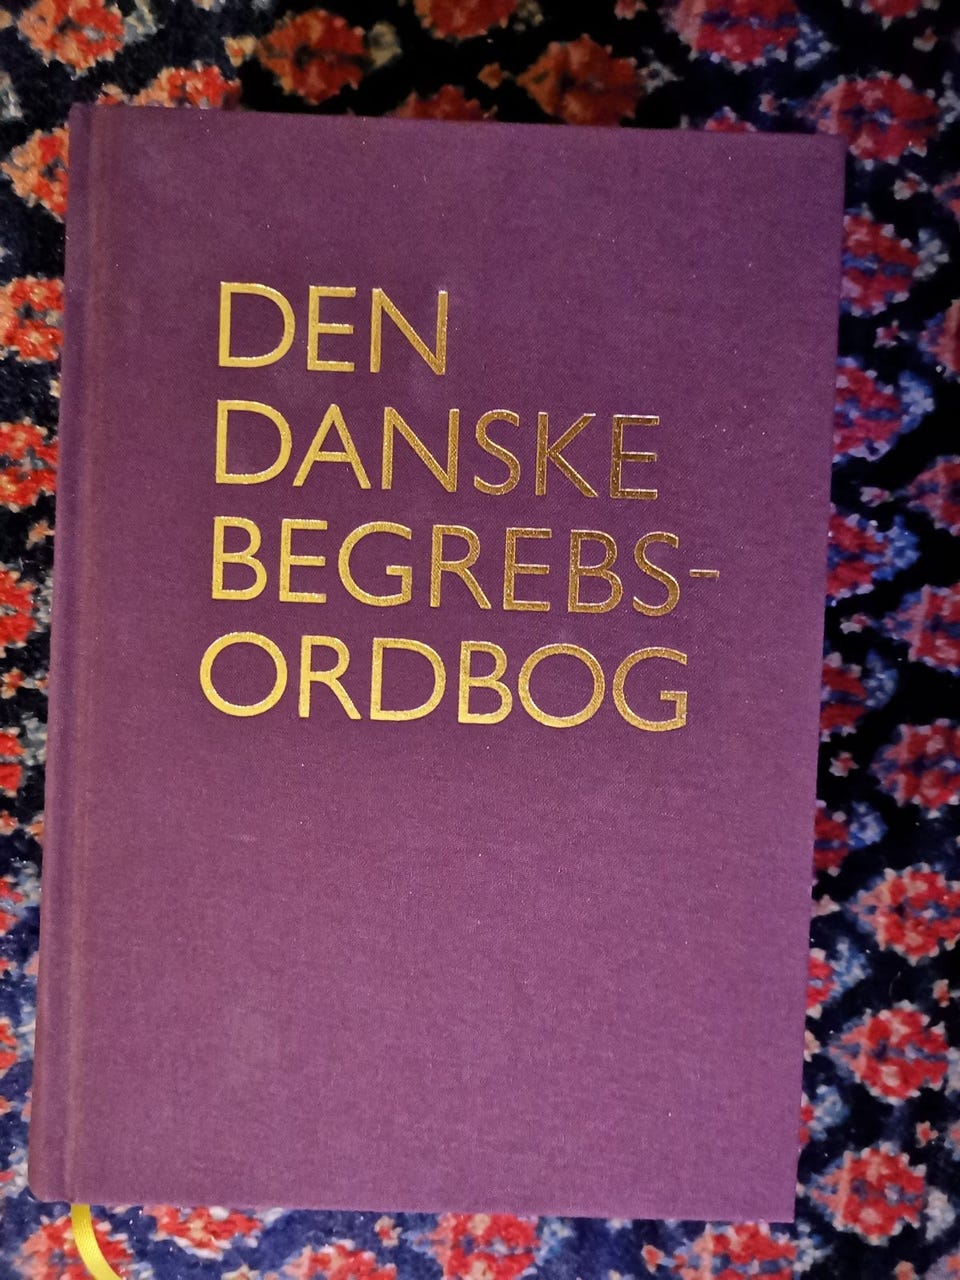 DEN
DANSKE
BEGREBS-
ORDBOG